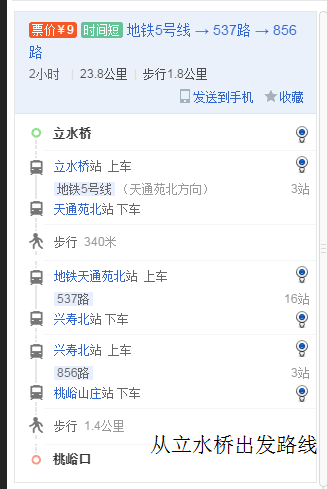 票价¥9 时间短 地铁5号线 → 537路 → 856
路
2小时 | 23.8公里 | 步行1.8公里
发送到手机 收藏
立水桥
立水桥站 上车
地铁5号线 (天通苑北方向) 3站
天通苑北站 下车
步行 340米
地铁天通苑北站 上车
537路 16站
兴寿北站 下车
兴寿北站 上车
856路 3站
桃峪山庄站 下车
步行 1.4公里
从立水桥出发路线
桃峪口